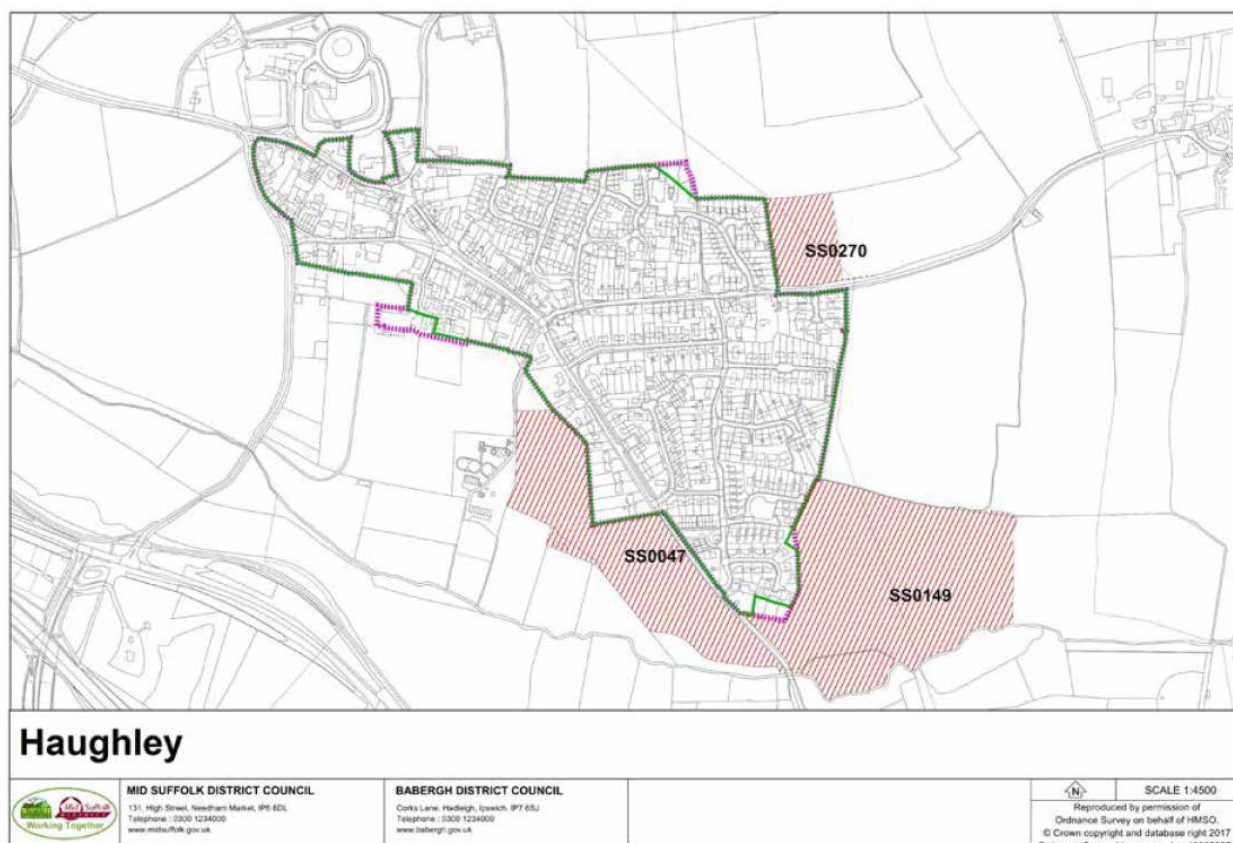 SS0270
SS0047
SS0149
Haughley
Mid Suffolk
Working Together
MID SUFFOLK DISTRICT COUNCIL
131, High Street, Needham Market, IP6 8DL
Telephone : 0300 1234000
www.midsuffolk.gov.uk
BABERGH DISTRICT COUNCIL
Corks Lane, Hadleigh, Ipswich, IP7 6SJ
Telephone : 0300 1234000
www.babergh.gov.uk
N
SCALE 1:4500
Reproduced by permission of
Ordnance Survey on behalf of HMSO.
© Crown copyright and database right 2017